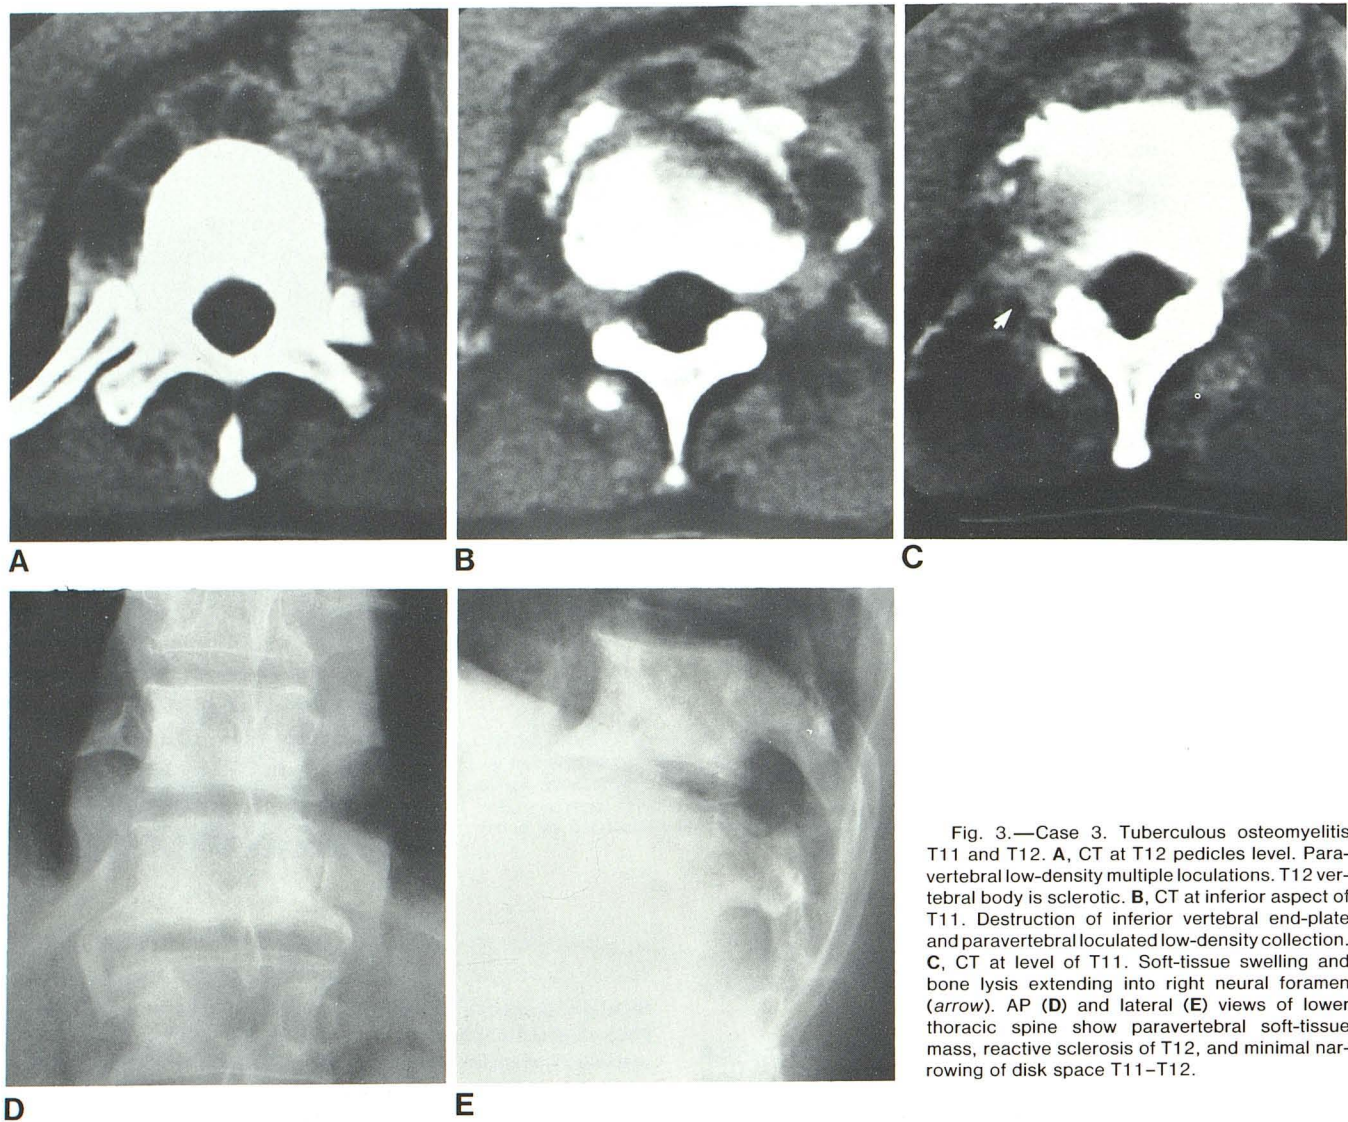 A
B
C
D
E
Fig. 3.—Case 3. Tuberculous osteomyelitis
T11 and T12. A, CT at T12 pedicles level. Para-
vertebral low-density multiple loculations. T12 ver-
tebral body is sclerotic. B, CT at inferior aspect of
T11. Destruction of inferior vertebral end-plate
and paravertebral loculated low-density collection.
C, CT at level of T11. Soft-tissue swelling and
bone lysis extending into right neural foramen
(arrow). AP (D) and lateral (E) views of lower
thoracic spine show paravertebral soft-tissue
mass, reactive sclerosis of T12, and minimal nar-
rowing of disk space T11–T12.